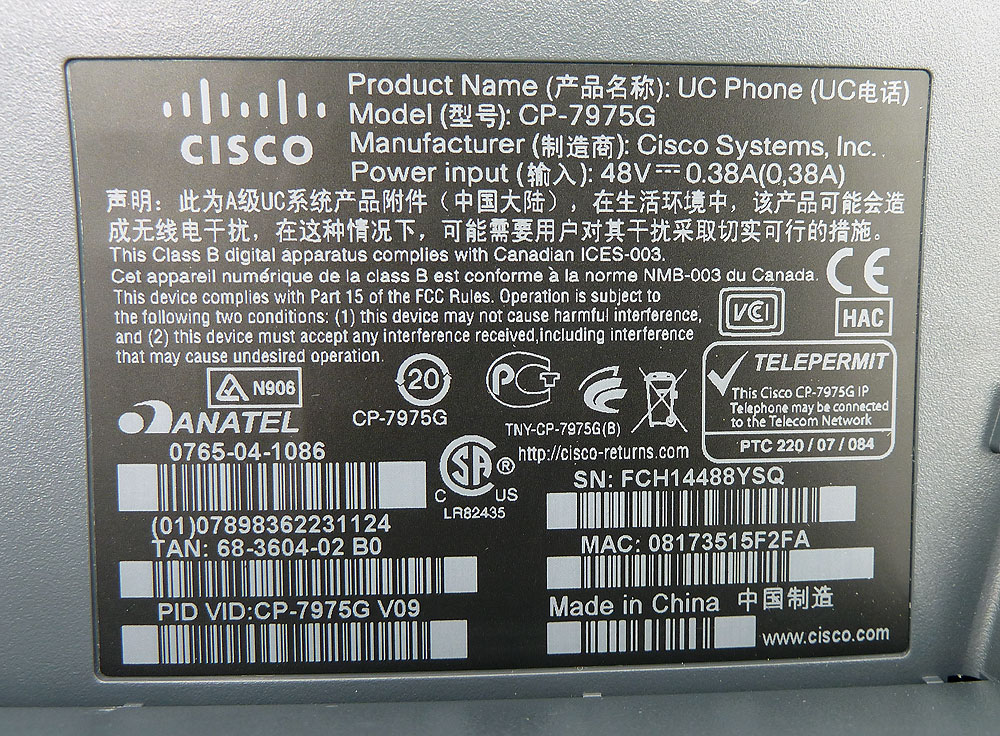 CISCO
Product Name (产品名称): UC Phone (UC电话)
Model (型号): CP-7975G
Manufacturer (制造商): Cisco Systems, Inc.
Power input (输入): 48V⎓0.38A(0,38A)
声明：此为A级UC系统产品附件（中国大陆），在生活环境中，该产品可能会造
成无线电干扰，在这种情况下，可能需要用户对其干扰采取切实可行的措施。
This Class B digital apparatus complies with Canadian ICES-003.
Cet appareil numérique de la class B est conforme à la norme NMB-003 du Canada.
CE
This device complies with Part 15 of the FCC Rules. Operation is subject to
the following two conditions: (1) this device may not cause harmful interference,
and (2) this device must accept any interference received,including interference
that may cause undesired operation.
VCI
HAC
N906
ANATEL
0765-04-1086
20
CP-7975G
PCT
TNY-CP-7975G(B)
http://cisco-returns.com
TELEPERMIT
This Cisco CP-7975G IP
Telephone may be connected
to the Telecom Network
PTC 220/07/084
SA®
C US
LR82435
SN: FCH14488YSQ
(01)07898362231124
TAN: 68-3604-02 B0
MAC: 08173515F2FA
PID VID:CP-7975G V09
Made in China 中国制造
www.cisco.com